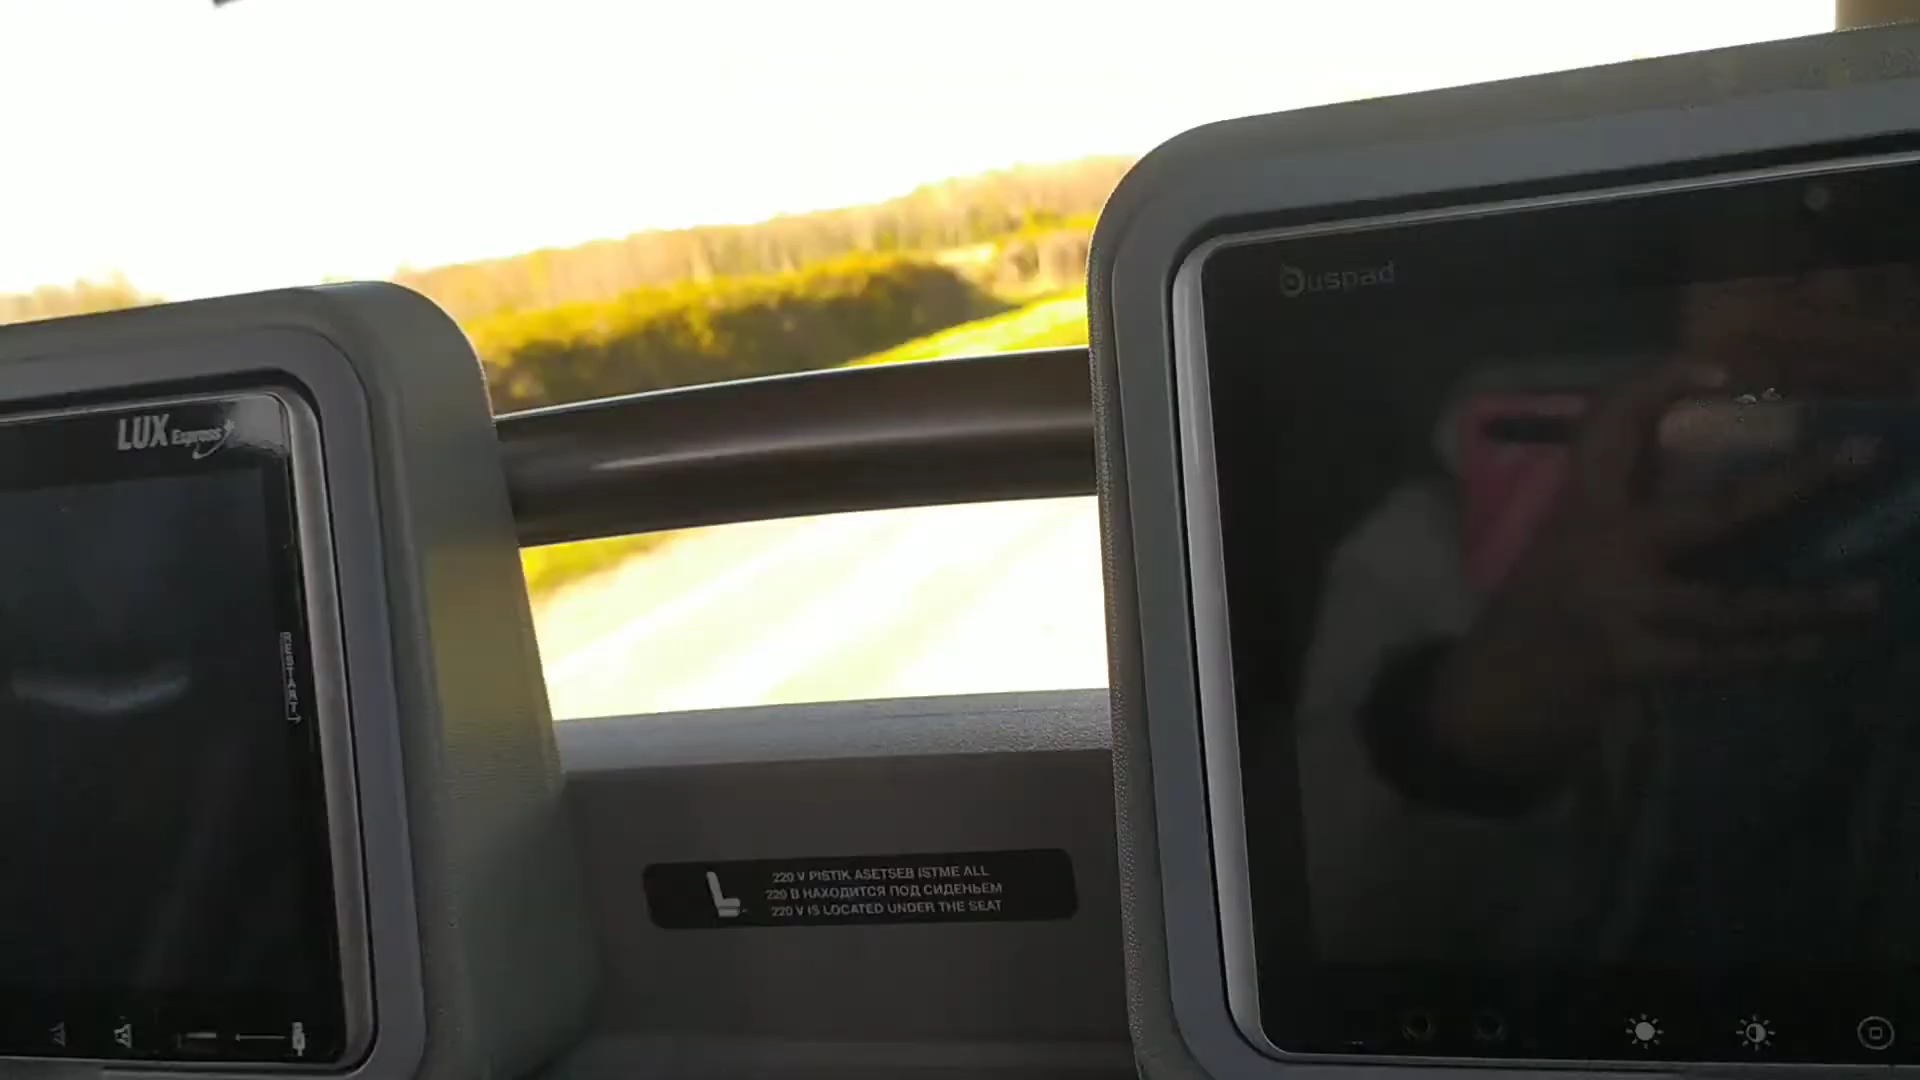 LUX Express
buspad
RESTART
220 V PISTIK ASETSEB ISTME ALL
220 В НАХОДИТСЯ ПОД СИДЕНЬЕМ
220 V IS LOCATED UNDER THE SEAT